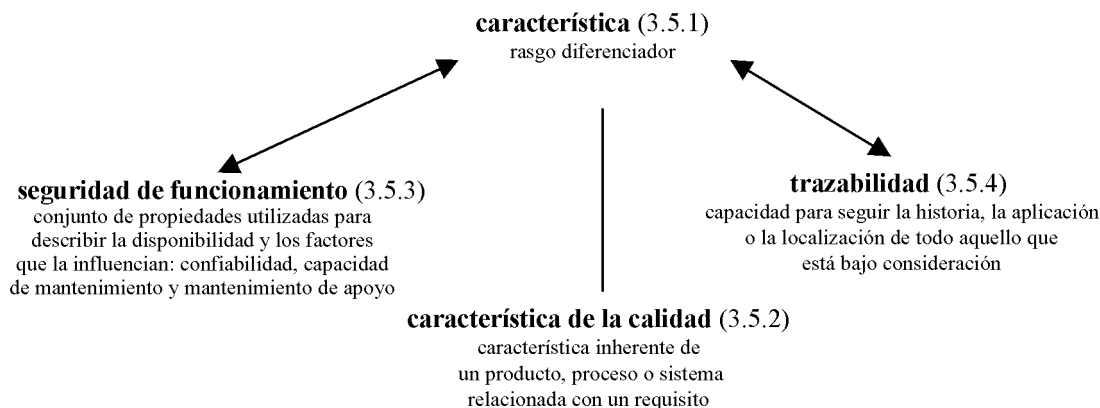 característica (3.5.1)
rasgo diferenciador
seguridad de funcionamiento (3.5.3)
conjunto de propiedades utilizadas para
describir la disponibilidad y los factores
que la influencian: confiabilidad, capacidad
de mantenimiento y mantenimiento de apoyo
trazabilidad (3.5.4)
capacidad para seguir la historia, la aplicación
o la localización de todo aquello que
está bajo consideración
característica de la calidad (3.5.2)
característica inherente de
un producto, proceso o sistema
relacionada con un requisito